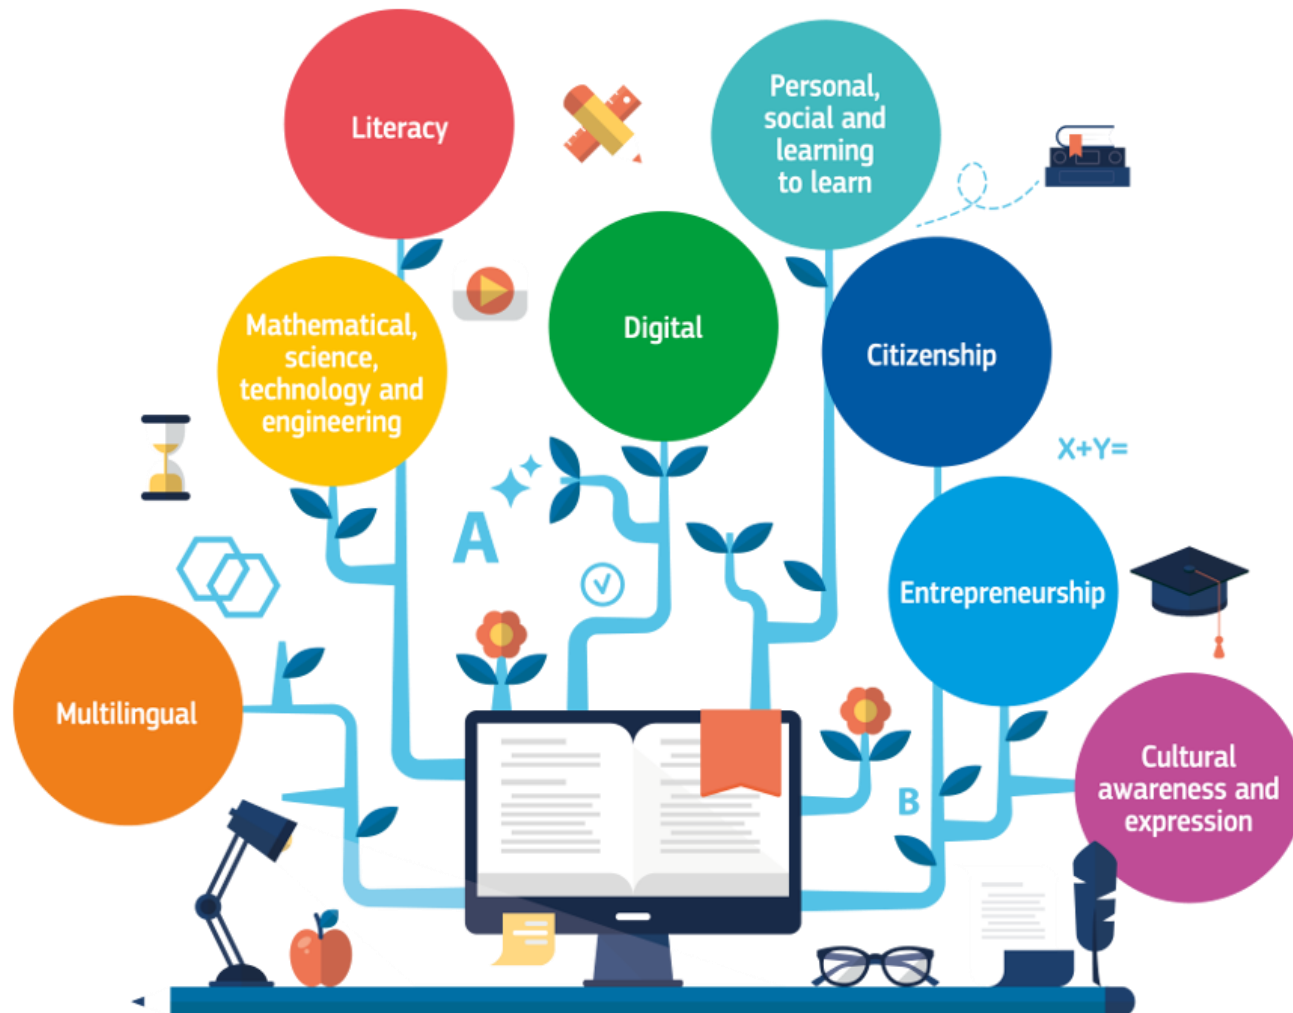 Literacy
Personal,
social and
learning
to learn
Mathematical,
science,
technology and
engineering
Digital
Citizenship
X+Y=
A
Entrepreneurship
Multilingual
Cultural
awareness and
expression
B